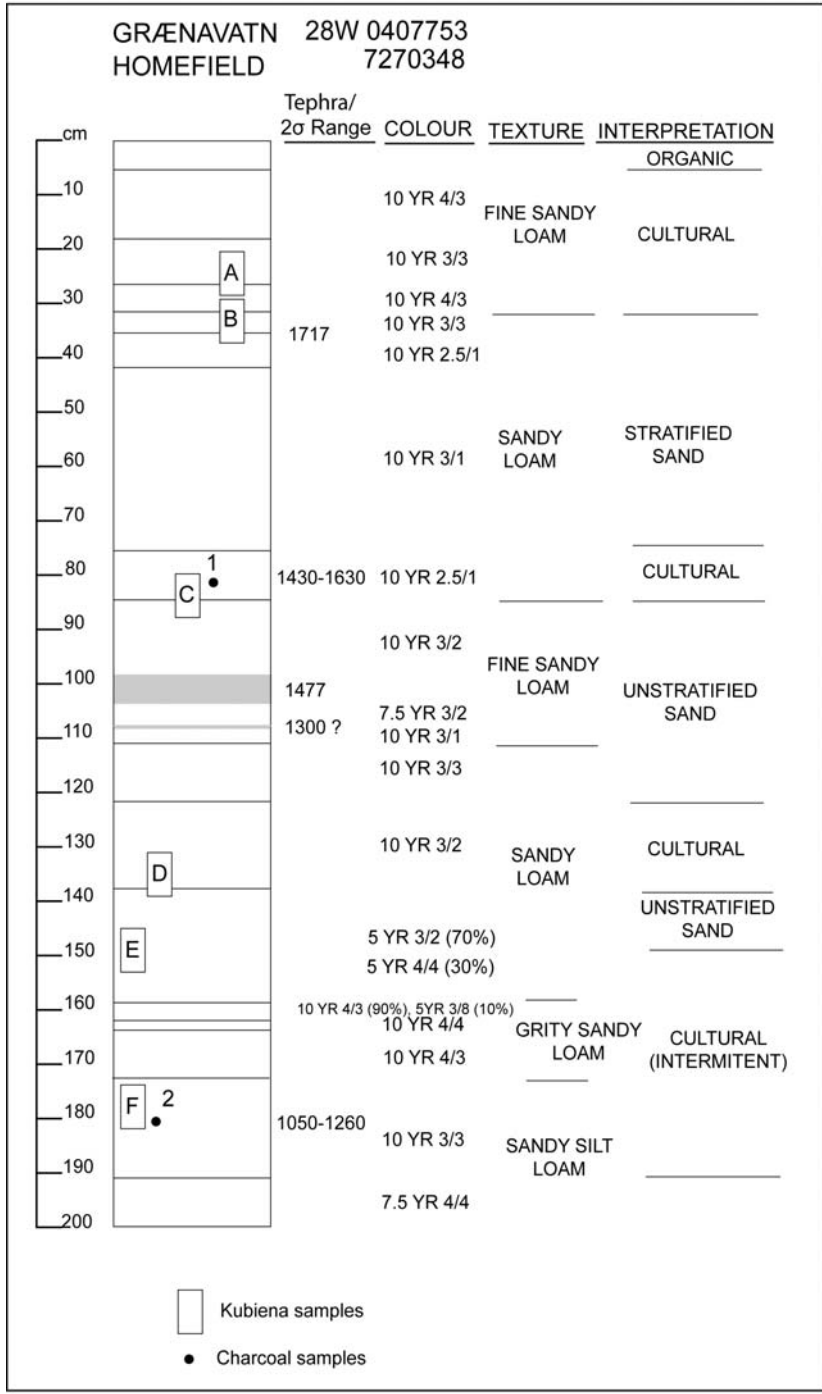 GRÆNAVATN 28W 0407753
HOMEFIELD 7270348
Tephra/
2σ Range COLOUR TEXTURE INTERPRETATION
cm
ORGANIC
10
10 YR 4/3
FINE SANDY
LOAM
CULTURAL
20
10 YR 3/3
A
30
10 YR 4/3
B
1717
10 YR 3/3
40
10 YR 2.5/1
50
SANDY
LOAM
STRATIFIED
SAND
60
10 YR 3/1
70
80
1
C
1430-1630
10 YR 2.5/1
CULTURAL
90
10 YR 3/2
FINE SANDY
LOAM
UNSTRATIFIED
SAND
100
1477
7.5 YR 3/2
110
1300 ?
10 YR 3/1
10 YR 3/3
120
130
10 YR 3/2
SANDY
LOAM
CULTURAL
D
140
UNSTRATIFIED
SAND
150
E
5 YR 3/2 (70%)
5 YR 4/4 (30%)
160
10 YR 4/3 (90%), 5YR 3/8 (10%)
10 YR 4/4
GRITY SANDY
LOAM
CULTURAL
(INTERMITENT)
170
10 YR 4/3
180
F
2
1050-1260
10 YR 3/3
SANDY SILT
LOAM
190
7.5 YR 4/4
200
Kubiena samples
Charcoal samples